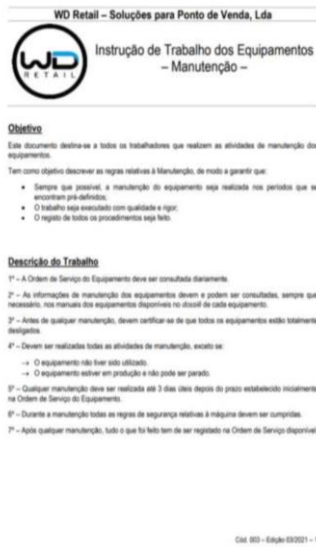 WD Retail – Soluções para Ponto de Venda, Lda
WD
RETAIL
Instrução de Trabalho dos Equipamentos
– Manutenção –
Objetivo
Este documento destina-se a todos os trabalhadores que realizem as atividades de manutenção dos
equipamentos.
Tem como objetivo descrever as regras relativas à Manutenção, de modo a garantir que:
• Sempre que possível, a manutenção do equipamento seja realizada nos períodos que se
encontram pré-definidos;
• O trabalho seja executado com qualidade e rigor;
• O registo de todos os procedimentos seja feito.
Descrição do Trabalho
1º – A Ordem de Serviço do Equipamento deve ser consultada diariamente.
2º – As informações de manutenção dos equipamentos devem e podem ser consultadas, sempre que
necessário, nos manuais dos equipamentos disponíveis no dossiê de cada equipamento.
3º – Antes de qualquer manutenção, devem certificar-se de que todos os equipamentos estão totalmente
desligados.
4º – Devem ser realizadas todas as atividades de manutenção, exceto se:
→ O equipamento não tiver sido utilizado.
→ O equipamento estiver em produção e não pode ser parado.
5º – Qualquer manutenção deve ser realizada até 3 dias úteis depois do prazo estabelecido inicialmente
na Ordem de Serviço do Equipamento.
6º – Durante a manutenção todas as regras de segurança relativas à máquina devem ser cumpridas.
7º – Após qualquer manutenção, tudo o que foi feito tem de ser registado na Ordem de Serviço disponível.
Cód. 003 – Edição 03/2021 –